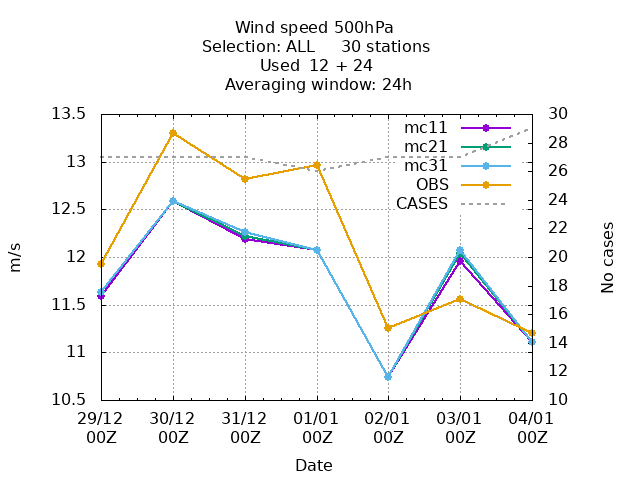 Wind speed 500hPa
Selection: ALL 30 stations
Used 12 + 24
Averaging window: 24h
13.5
13
12.5
12
11.5
11
10.5
m/s
30
28
26
24
22
20
18
16
14
12
10
No cases
mc11
mc21
mc31
OBS
CASES
29/12 30/12 31/12 01/01 02/01 03/01 04/01
00Z 00Z 00Z 00Z 00Z 00Z 00Z
Date